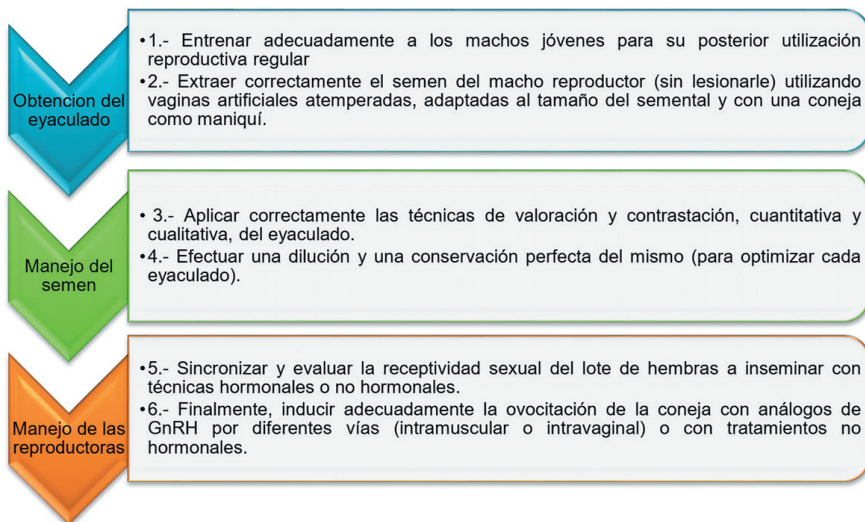 Obtencion del
eyaculado
•1.- Entrenar adecuadamente a los machos jóvenes para su posterior utilización
reproductiva regular
•2.- Extraer correctamente el semen del macho reproductor (sin lesionarle) utilizando
vaginas artificiales atemperadas, adaptadas al tamaño del semental y con una coneja
como maniquí.
Manejo del
semen
• 3.- Aplicar correctamente las técnicas de valoración y contrastación, cuantitativa y
cualitativa, del eyaculado.
•4.- Efectuar una dilución y una conservación perfecta del mismo (para optimizar cada
eyaculado).
Manejo de las
reproductoras
•5.- Sincronizar y evaluar la receptividad sexual del lote de hembras a inseminar con
técnicas hormonales o no hormonales.
•6.- Finalmente, inducir adecuadamente la ovocitación de la coneja con análogos de
GnRH por diferentes vías (intramuscular o intravaginal) o con tratamientos no
hormonales.